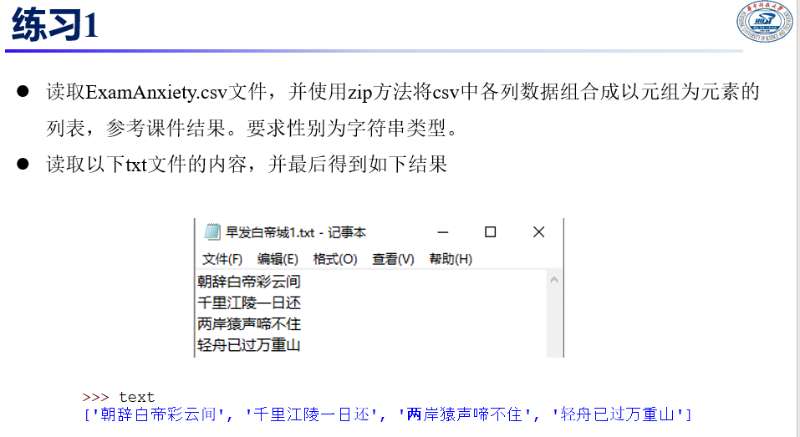 练习1
● 读取ExamAnxiety.csv文件，并使用zip方法将csv中各列数据组合成以元组为元素的
列表，参考课件结果。要求性别为字符串类型。
● 读取以下txt文件的内容，并最后得到如下结果
早发白帝城1.txt - 记事本
文件(F) 编辑(E) 格式(O) 查看(V) 帮助(H)
朝辞白帝彩云间
千里江陵一日还
两岸猿声啼不住
轻舟已过万重山
>>> text
['朝辞白帝彩云间', '千里江陵一日还', '两岸猿声啼不住', '轻舟已过万重山']